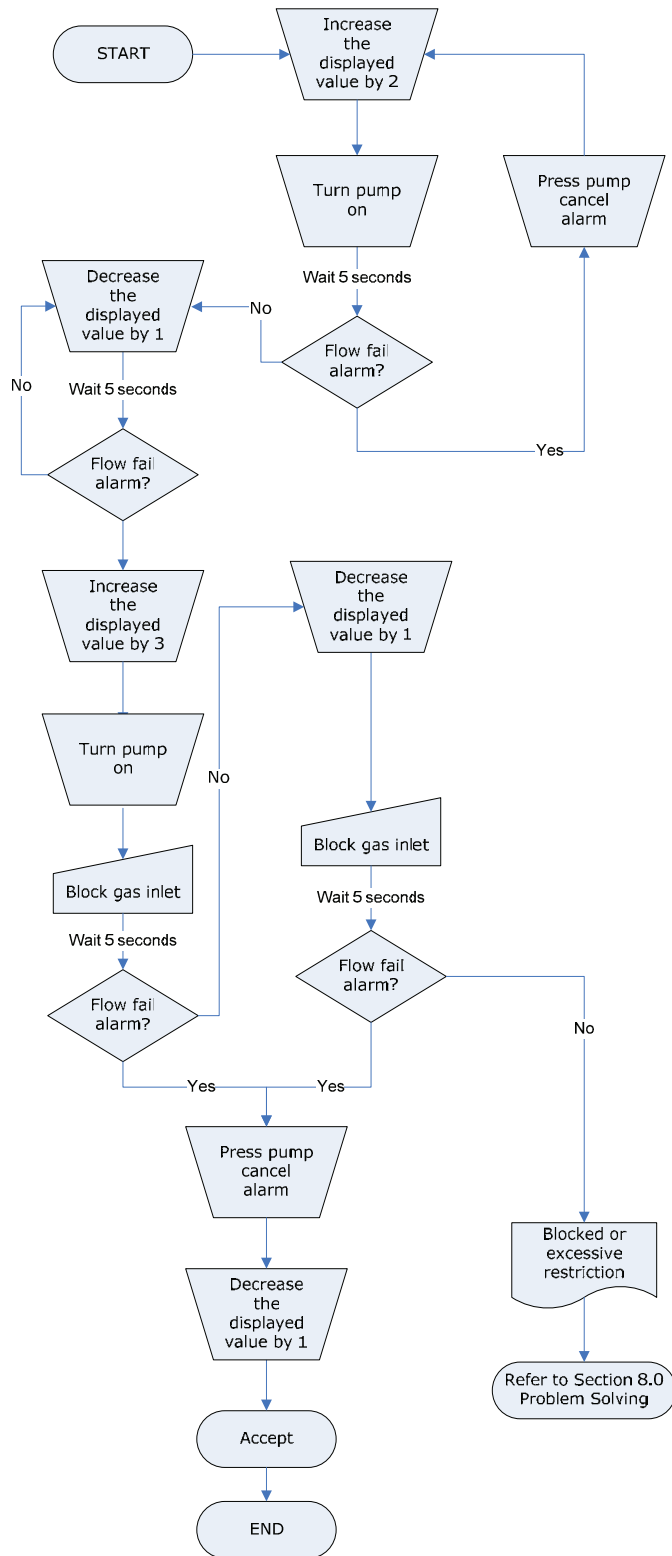 START
Increase
the
displayed
value by 2
Turn pump
on
Press pump
cancel
alarm
Wait 5 seconds
Flow fail
alarm?
No
Yes
Decrease
the
displayed
value by 1
No
Wait 5 seconds
Flow fail
alarm?
Increase
the
displayed
value by 3
Turn pump
on
Block gas inlet
Wait 5 seconds
Flow fail
alarm?
No
Decrease
the
displayed
value by 1
Block gas inlet
Wait 5 seconds
Flow fail
alarm?
No
Yes
Yes
Press pump
cancel
alarm
Decrease
the
displayed
value by 1
Accept
END
Blocked or
excessive
restriction
Refer to Section 8.0
Problem Solving